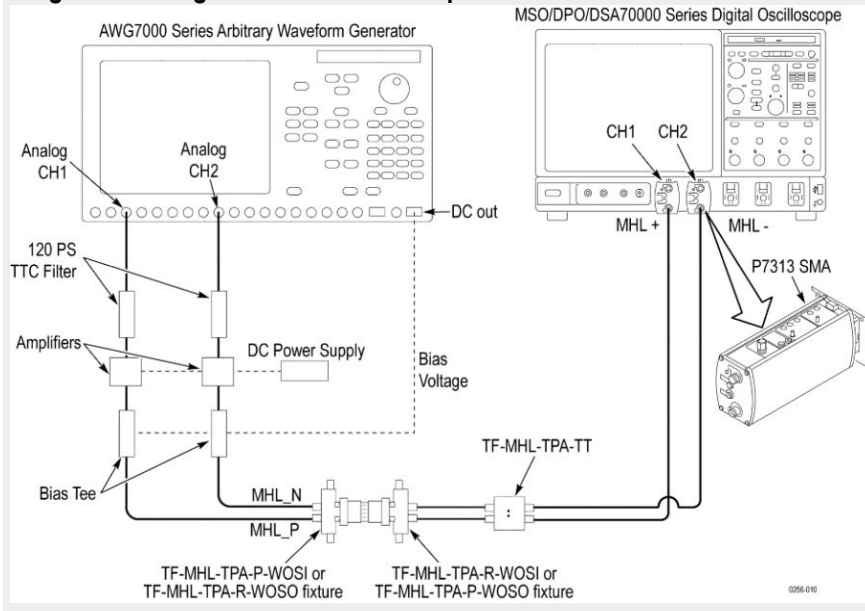 MSO/DPO/DSA70000 Series Digital Oscilloscope
AWG7000 Series Arbitrary Waveform Generator
CH1 CH2
Analog
CH1
Analog
CH2
DC out
MHL + MHL -
120 PS
TTC Filter
P7313 SMA
Amplifiers
DC Power Supply
Bias
Voltage
TF-MHL-TPA-TT
Bias Tee
MHL_N
MHL_P
TF-MHL-TPA-P-WOSI or
TF-MHL-TPA-R-WOSO fixture
TF-MHL-TPA-R-WOSI or
TF-MHL-TPA-P-WOSO fixture
0256-010